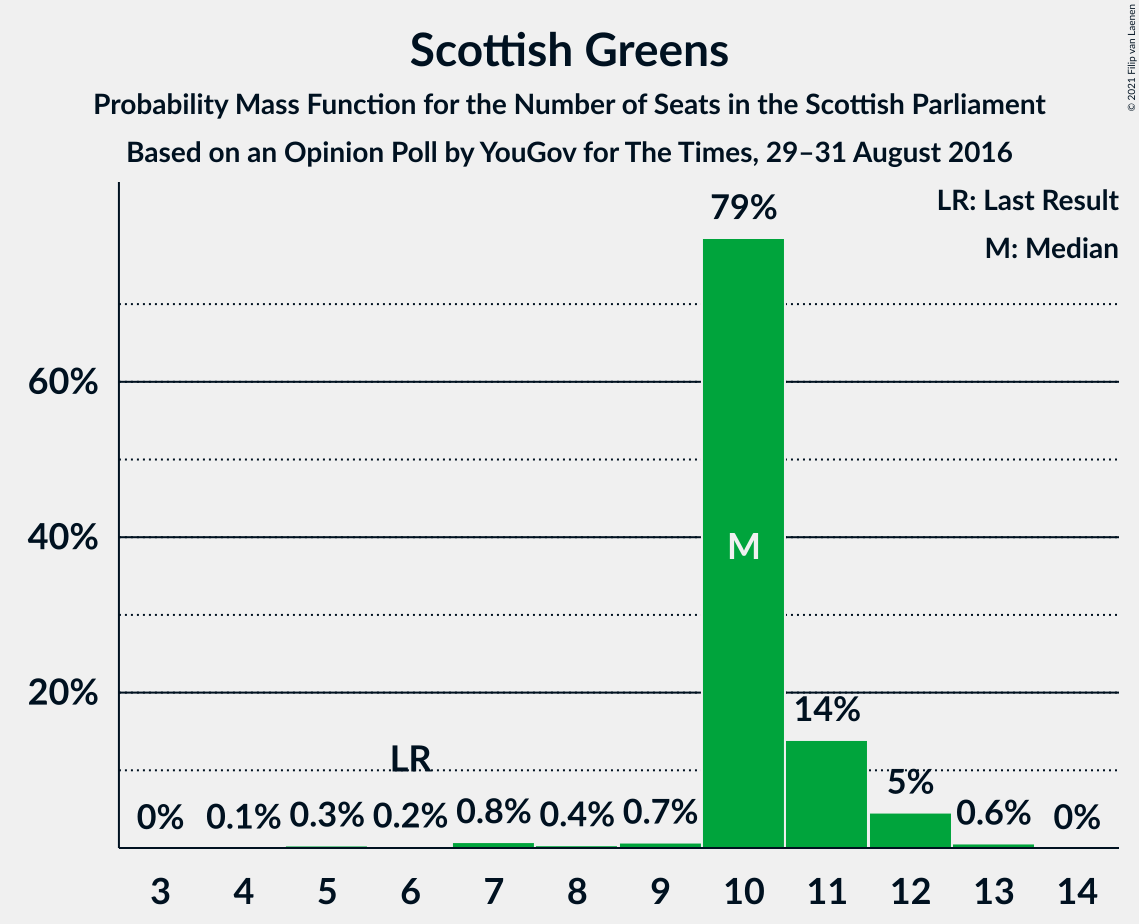 Scottish Greens
Probability Mass Function for the Number of Seats in the Scottish Parliament
Based on an Opinion Poll by YouGov for The Times, 29–31 August 2016
© 2021 Filip van Laenen
LR: Last Result
M: Median
79%
60%
40%
M
20%
14%
LR
5%
0% 0.1% 0.3% 0.2% 0.8% 0.4% 0.7% 0.6% 0%
3 4 5 6 7 8 9 10 11 12 13 14